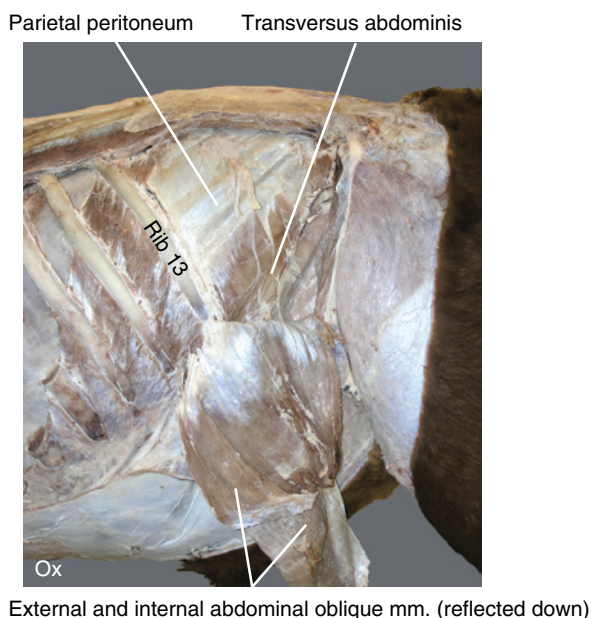 Parietal peritoneum
Transversus abdominis
Rib 13
Ox
External and internal abdominal oblique mm. (reflected down)